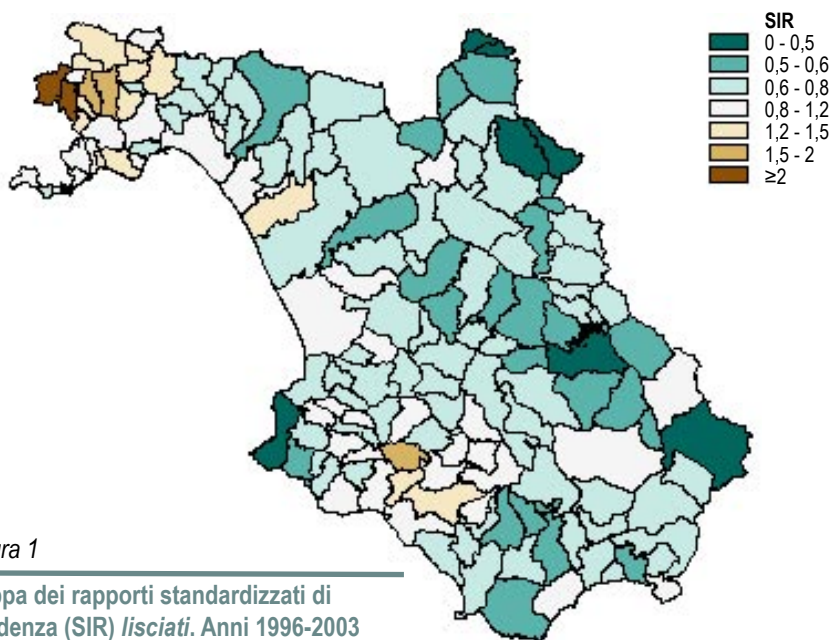 SIR
0 - 0,5
0,5 - 0,6
0,6 - 0,8
0,8 - 1,2
1,2 - 1,5
1,5 - 2
≥2
ura 1
ppa dei rapporti standardizzati di
denza (SIR) lisciati. Anni 1996-2003